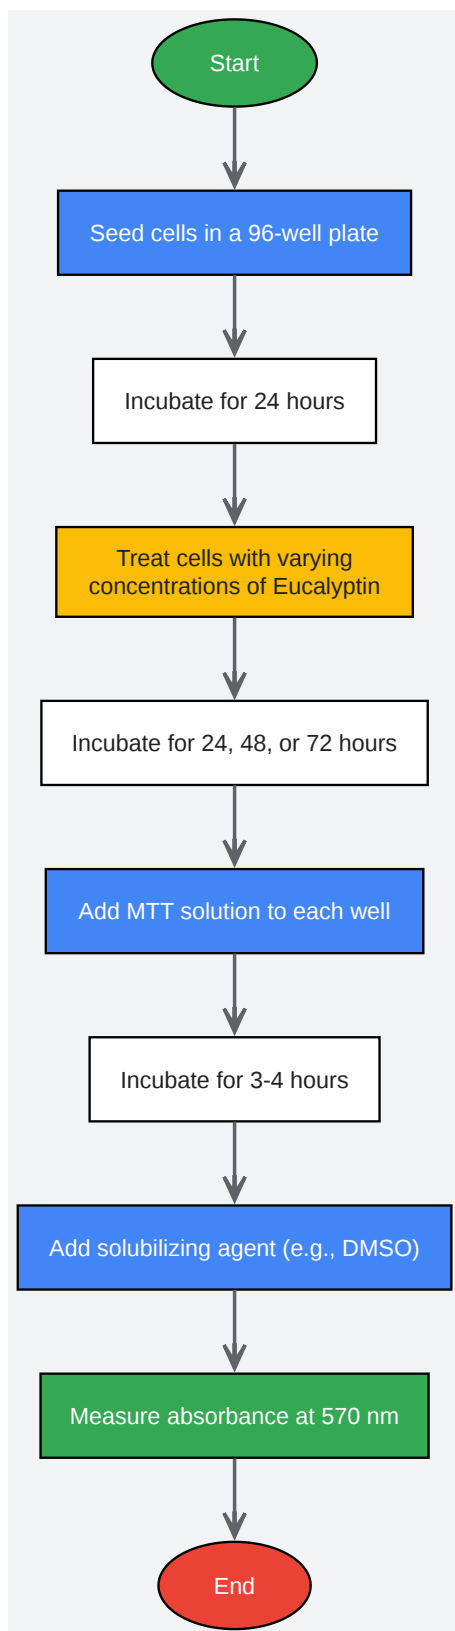 Start
Seed cells in a 96-well plate
Incubate for 24 hours
Treat cells with varying
concentrations of Eucalyptin
Incubate for 24, 48, or 72 hours
Add MTT solution to each well
Incubate for 3-4 hours
Add solubilizing agent (e.g., DMSO)
Measure absorbance at 570 nm
End